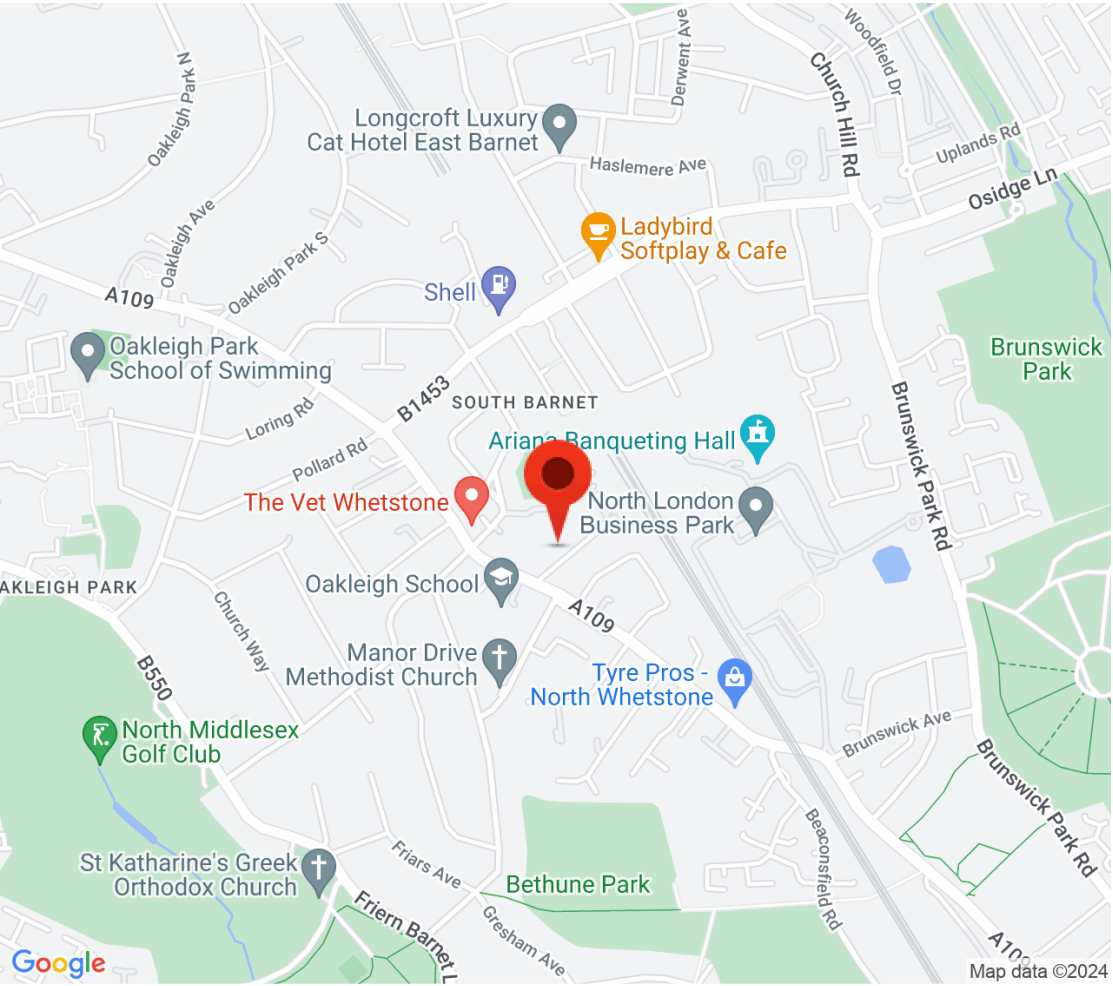 Woodfield Dr
Derwent Ave
Church Hill Rd
Oakleigh Park N
Longcroft Luxury
Cat Hotel East Barnet
Uplands Rd
Haslemere Ave
Osidge Ln
Oakleigh Ave
Ladybird
Softplay & Cafe
Oakleigh Park S
Shell
A109
Oakleigh Park
School of Swimming
Brunswick
Park
B1453
SOUTH BARNET
Loring Rd
Brunswick Park Rd
Ariana Banqueting Hall
Pollard Rd
The Vet Whetstone
North London
Business Park
Oakleigh School
AKLEIGH PARK
A109
Church Way
Manor Drive
Methodist Church
B550
Tyre Pros -
North Whetstone
North Middlesex
Golf Club
Brunswick Ave
Brunswick Park Rd
Beaconsfield Rd
St Katharine's Greek
Orthodox Church
Friars Ave
Bethune Park
Friern Barnet L
Gresham Ave
A109
Google
Map data ©2024